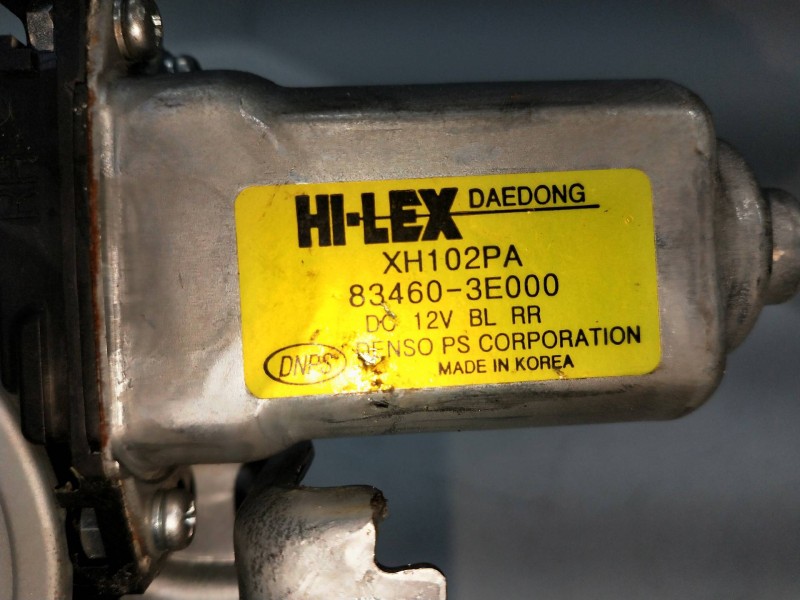 HI-LEX DAEDONG
XH102PA
83460-3E000
DC 12V BL RR
DENSO PS CORPORATION
DNPS
MADE IN KOREA